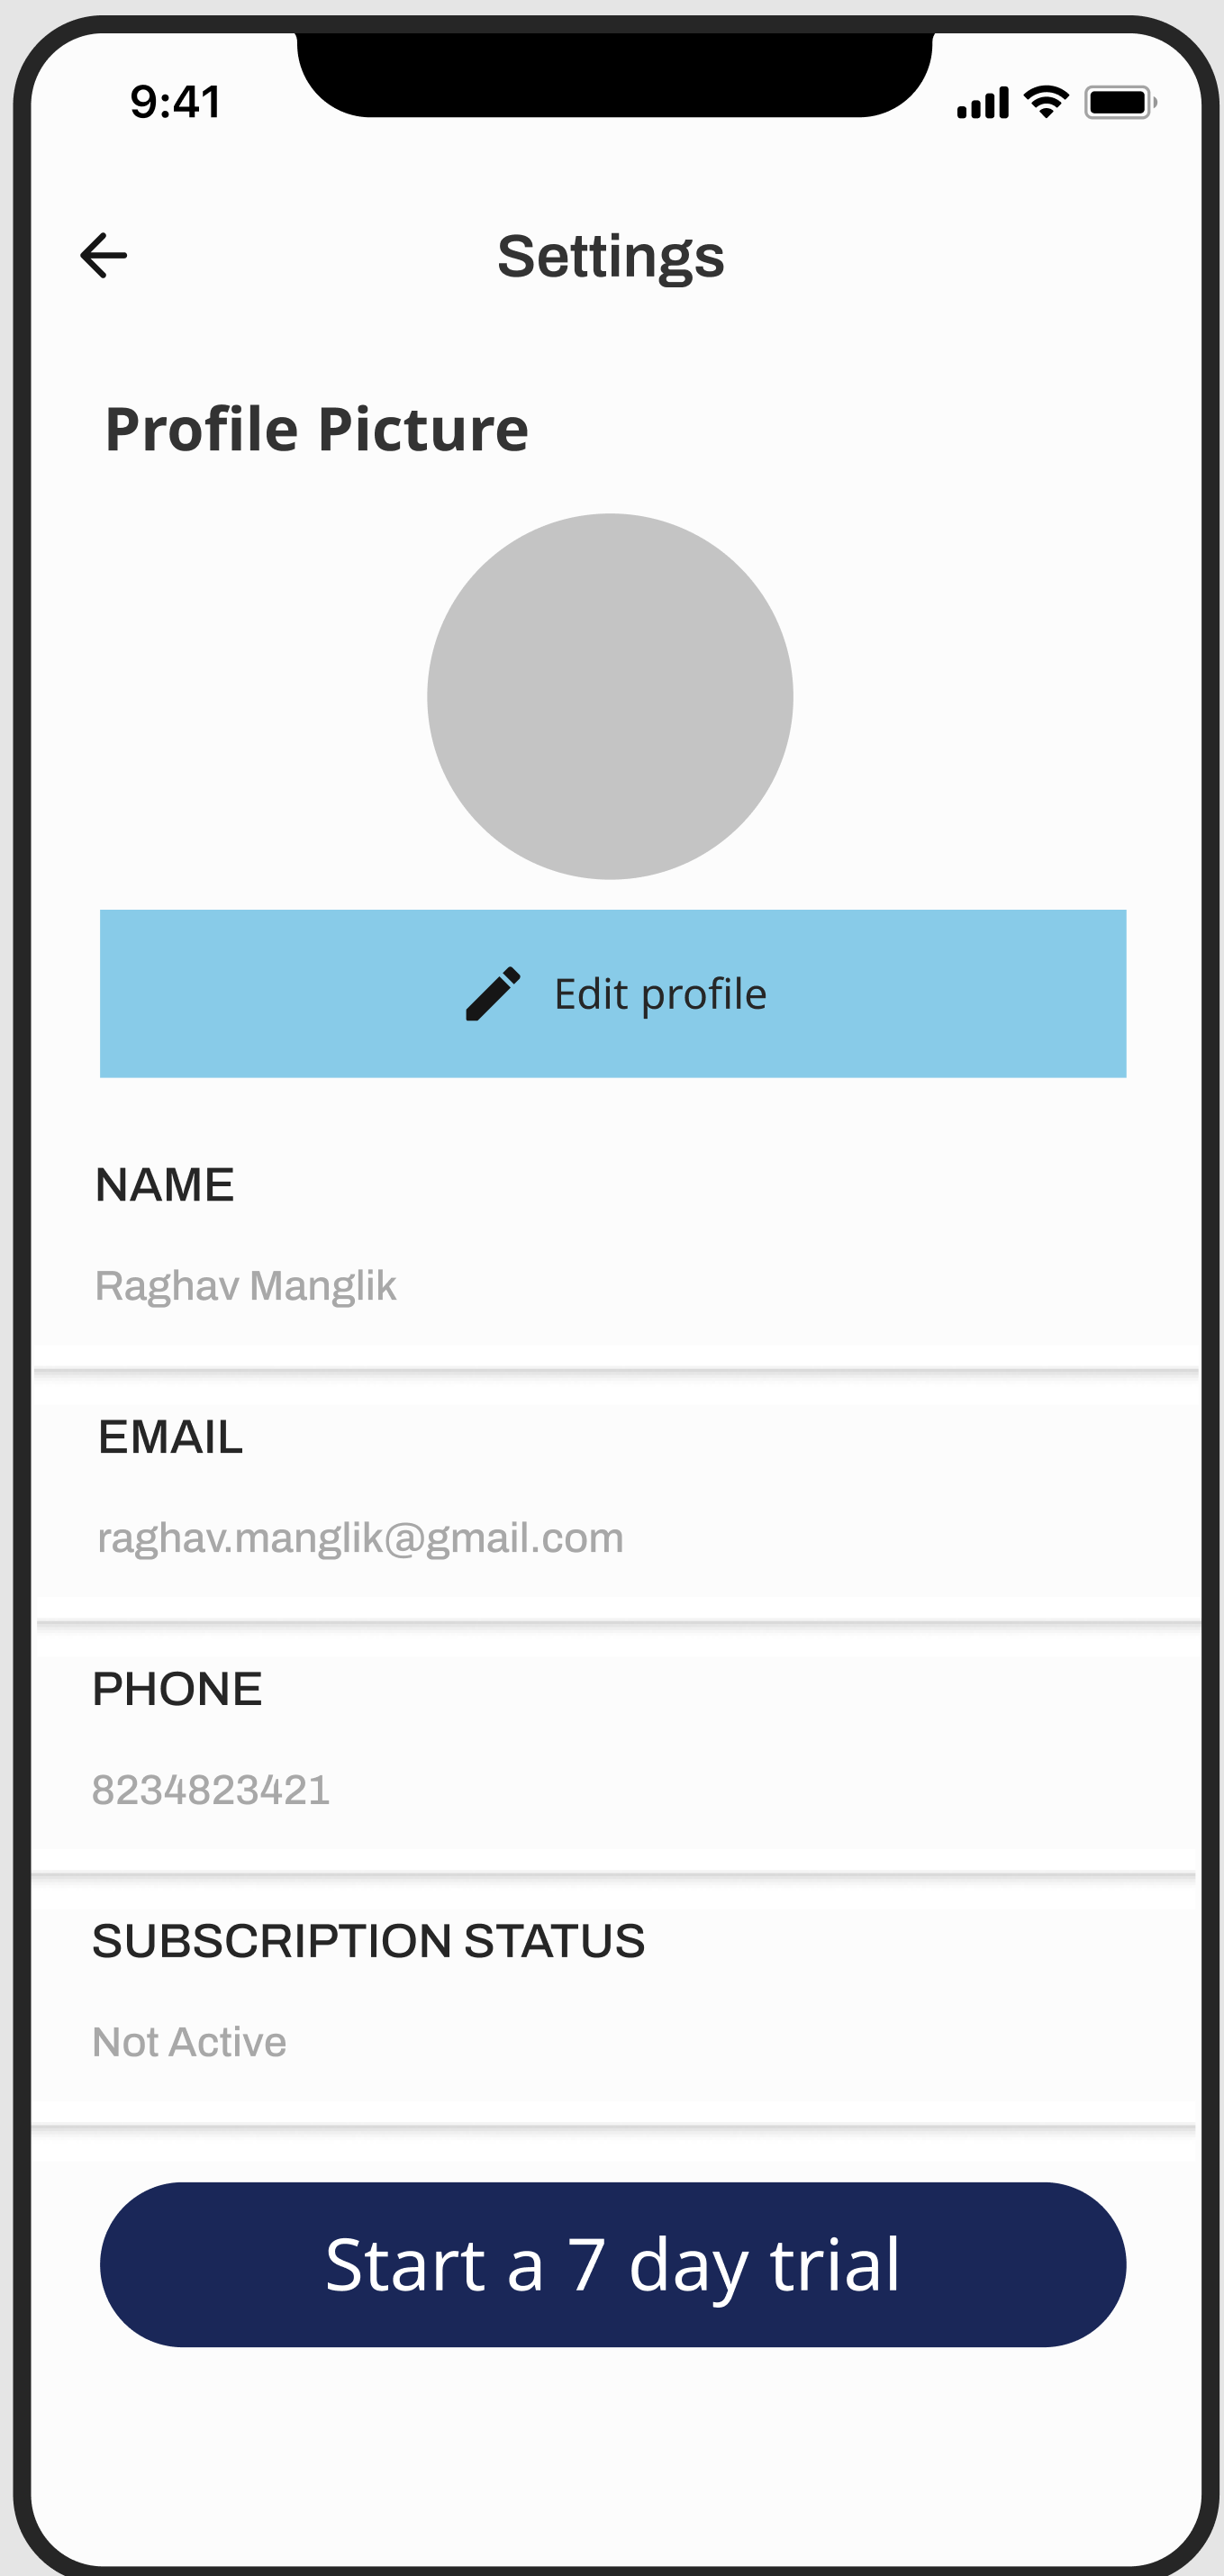 9:41
Settings
Profile Picture
Edit profile
NAME
Raghav Manglik
EMAIL
raghav.manglik@gmail.com
PHONE
8234823421
SUBSCRIPTION STATUS
Not Active
Start a 7 day trial